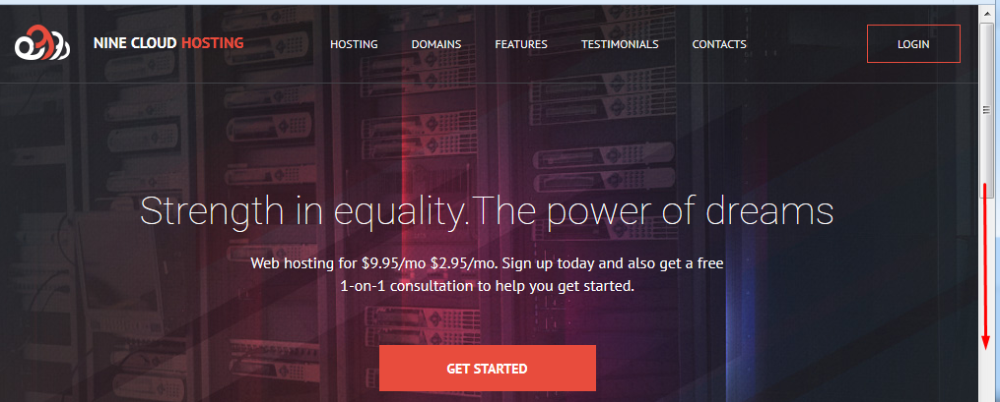 NINE CLOUD HOSTING
HOSTING DOMAINS FEATURES TESTIMONIALS CONTACTS
LOGIN
Strength in equality.The power of dreams
Web hosting for $9.95/mo $2.95/mo. Sign up today and also get a free
1-on-1 consultation to help you get started.
GET STARTED